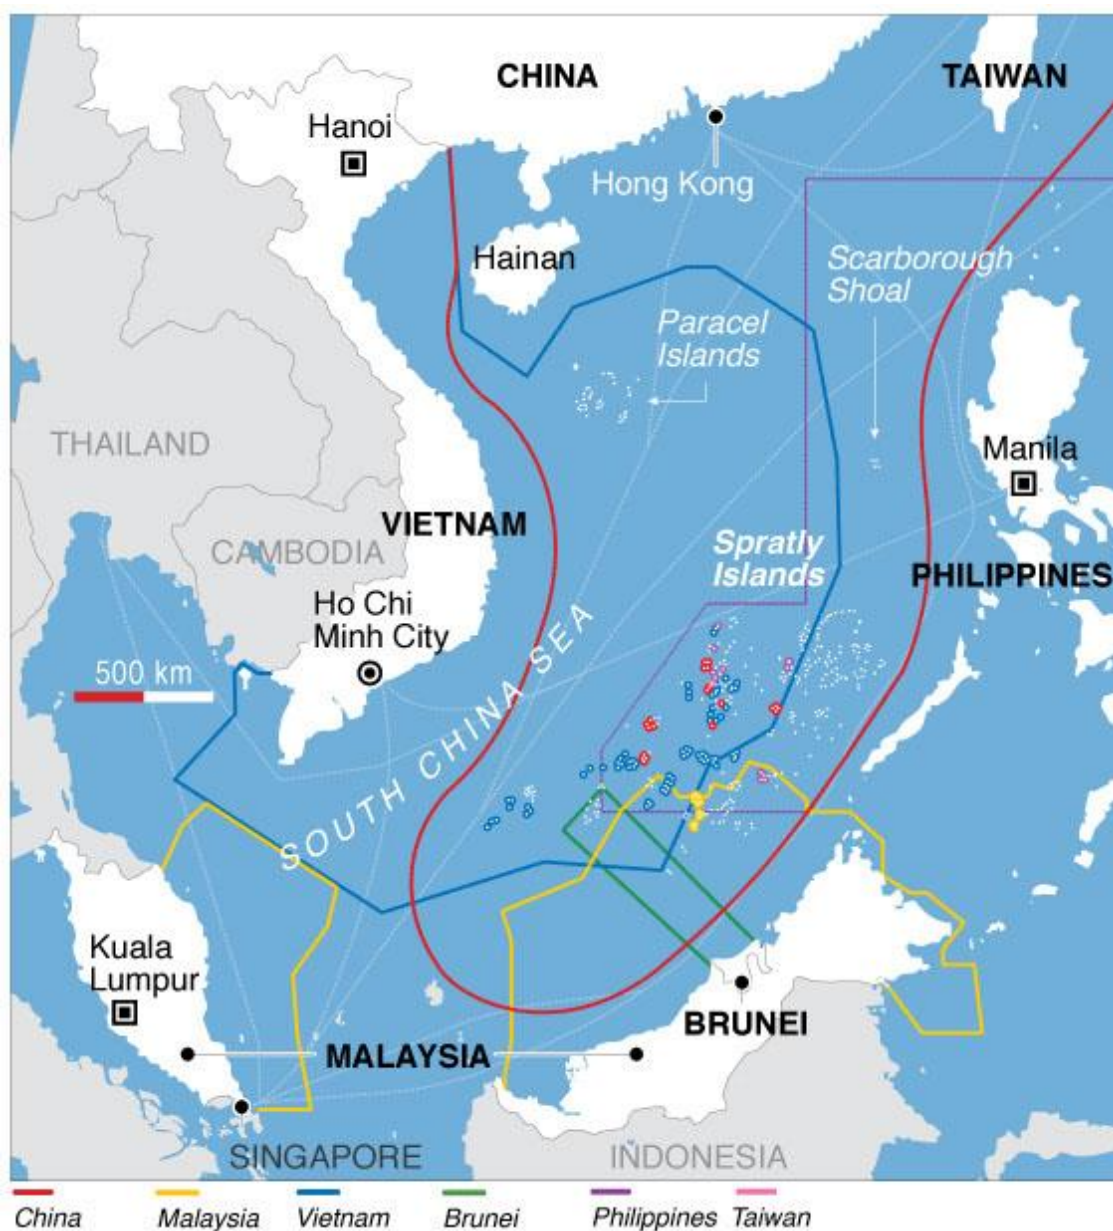 CHINA
TAIWAN
Hanoi
Hong Kong
Hainan
Scarborough
Shoal
Paracel
Islands
THAILAND
Manila
VIETNAM
CAMBODIA
Spratly
Islands
PHILIPPINES
Ho Chi
Minh City
500 km
SOUTH CHINA SEA
Kuala
Lumpur
BRUNEI
MALAYSIA
SINGAPORE
INDONESIA
China
Malaysia
Vietnam
Brunei
Philippines
Taiwan